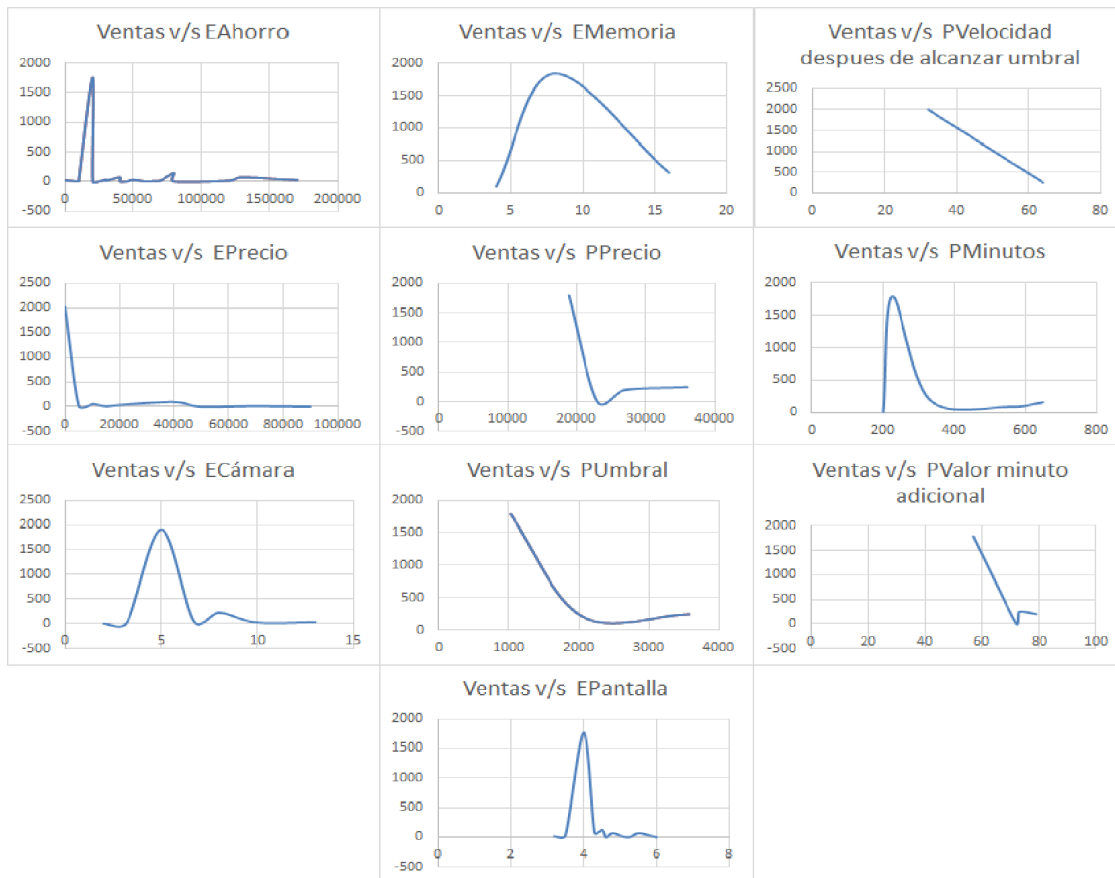 Ventas v/s EAhorro
2000
1500
1000
500
0
-500
0 50000 100000 150000 200000
Ventas v/s EMemoria
2000
1500
1000
500
0
0 5 10 15 20
Ventas v/s PVelocidad
despues de alcanzar umbral
2500
2000
1500
1000
500
0
0 20 40 60 80
Ventas v/s EPrecio
2500
2000
1500
1000
500
0
-500
0 20000 40000 60000 80000 100000
Ventas v/s PPrecio
2000
1500
1000
500
0
-500
0 10000 20000 30000 40000
Ventas v/s PMinutos
2000
1500
1000
500
0
0 200 400 600 800
Ventas v/s ECámara
2500
2000
1500
1000
500
0
-500
0 5 10 15
Ventas v/s PUmbral
2000
1500
1000
500
0
0 1000 2000 3000 4000
Ventas v/s PValor minuto
adicional
2000
1500
1000
500
0
-500
0 20 40 60 80 100
Ventas v/s EPantalla
2000
1500
1000
500
0
-500
0 2 4 6 8